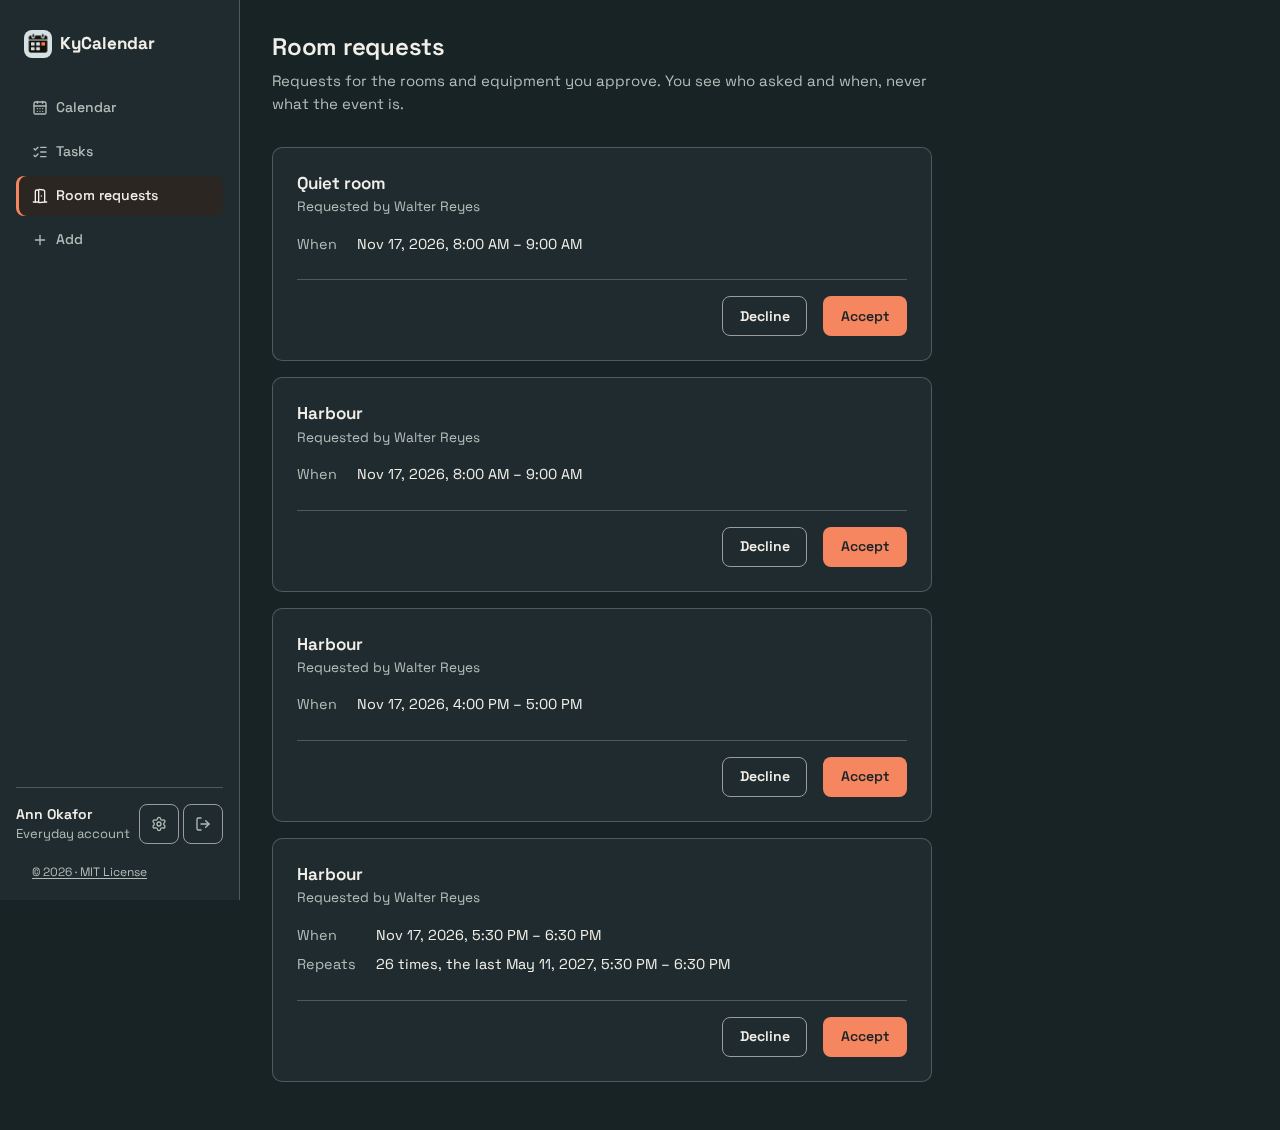 KyCalendar
Calendar
Tasks
Room requests
Add
Ann Okafor
Everyday account
© 2026 · MIT License
Room requests
Requests for the rooms and equipment you approve. You see who asked and when, never
what the event is.
Quiet room
Requested by Walter Reyes
When Nov 17, 2026, 8:00 AM – 9:00 AM
Decline Accept
Harbour
Requested by Walter Reyes
When Nov 17, 2026, 8:00 AM – 9:00 AM
Decline Accept
Harbour
Requested by Walter Reyes
When Nov 17, 2026, 4:00 PM – 5:00 PM
Decline Accept
Harbour
Requested by Walter Reyes
When Nov 17, 2026, 5:30 PM – 6:30 PM
Repeats 26 times, the last May 11, 2027, 5:30 PM – 6:30 PM
Decline Accept